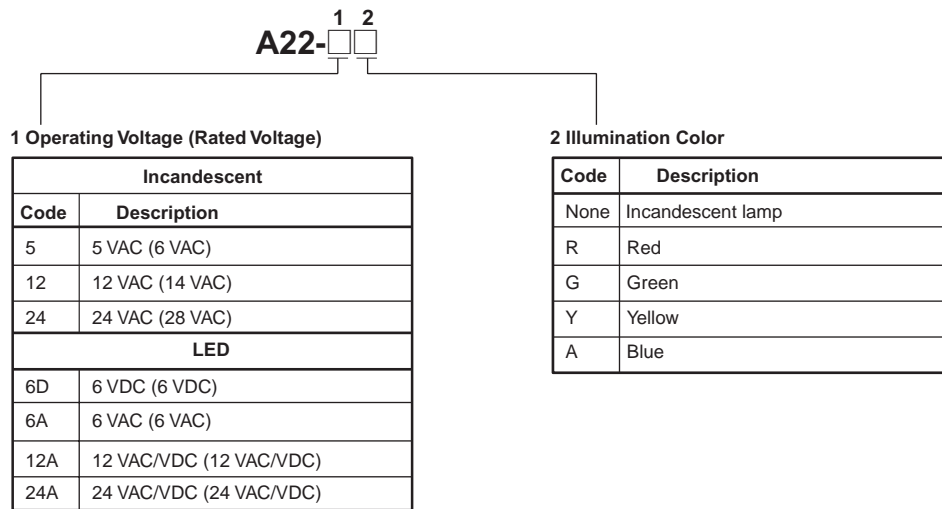 1 2
A22-□□
1 Operating Voltage (Rated Voltage)
Incandescent
Code Description
5 5 VAC (6 VAC)
12 12 VAC (14 VAC)
24 24 VAC (28 VAC)
LED
6D 6 VDC (6 VDC)
6A 6 VAC (6 VAC)
12A 12 VAC/VDC (12 VAC/VDC)
24A 24 VAC/VDC (24 VAC/VDC)
2 Illumination Color
Code Description
None Incandescent lamp
R Red
G Green
Y Yellow
A Blue